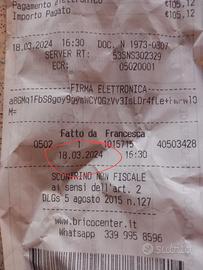 Pagamento elettronico €105,12
Importo Pagato €105,12
18.03.2024 16:30 DOC. N 1973-0307
SERVER RT: 53SNS302329
ECR: 05020001
FIRMA ELETTRONICA
M=
Fatto da Francesca
0502 1 1015715 40503428
18.03.2024 16:30
SCONTRINO NON FISCALE
ai sensi dell'art. 2
DLGS 5 agosto 2015 n.127
www.bricocenter.it
Whatsapp 339 995 8596
subito